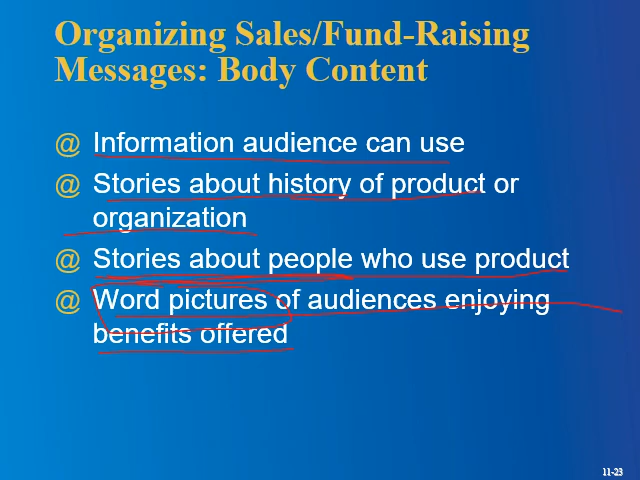 Organizing Sales/Fund-Raising
Messages: Body Content
@ Information audience can use
@ Stories about history of product or
organization
@ Stories about people who use product
@ Word pictures of audiences enjoying
benefits offered
11-23